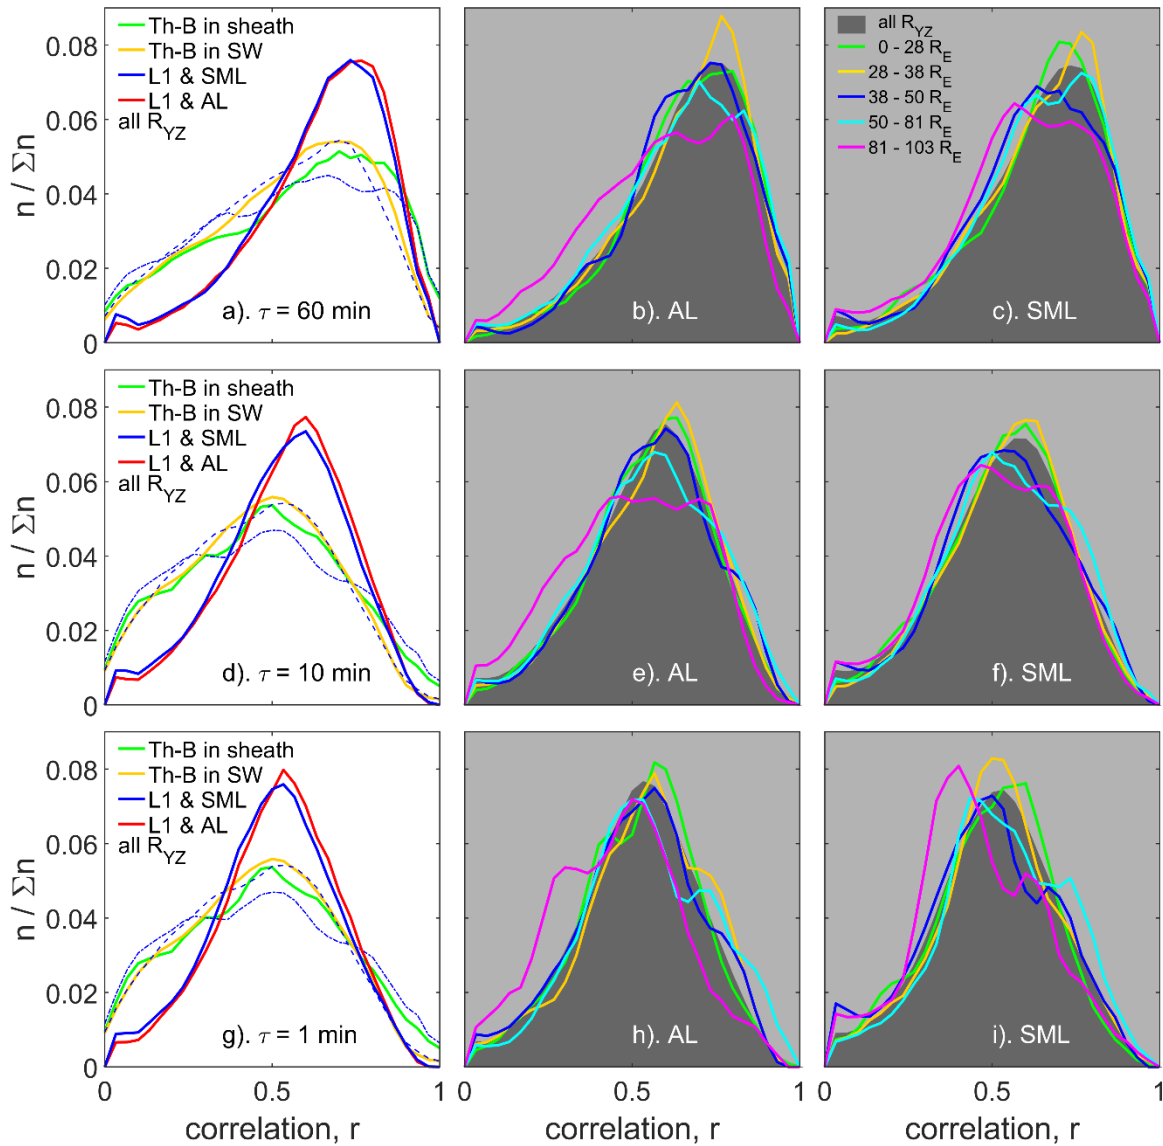 n / Σn
0.08
0.06
0.04
0.02
0
Th-B in sheath
Th-B in SW
L1 & SML
L1 & AL
all R_YZ
a). τ = 60 min
b). AL
all R_YZ
0 - 28 R_E
28 - 38 R_E
38 - 50 R_E
50 - 81 R_E
81 - 103 R_E
c). SML
n / Σn
0.08
0.06
0.04
0.02
0
Th-B in sheath
Th-B in SW
L1 & SML
L1 & AL
all R_YZ
d). τ = 10 min
e). AL
f). SML
n / Σn
0.08
0.06
0.04
0.02
0
Th-B in sheath
Th-B in SW
L1 & SML
L1 & AL
all R_YZ
g). τ = 1 min
h). AL
i). SML
0 0.5 1
0 0.5 1
0 0.5 1
correlation, r
correlation, r
correlation, r